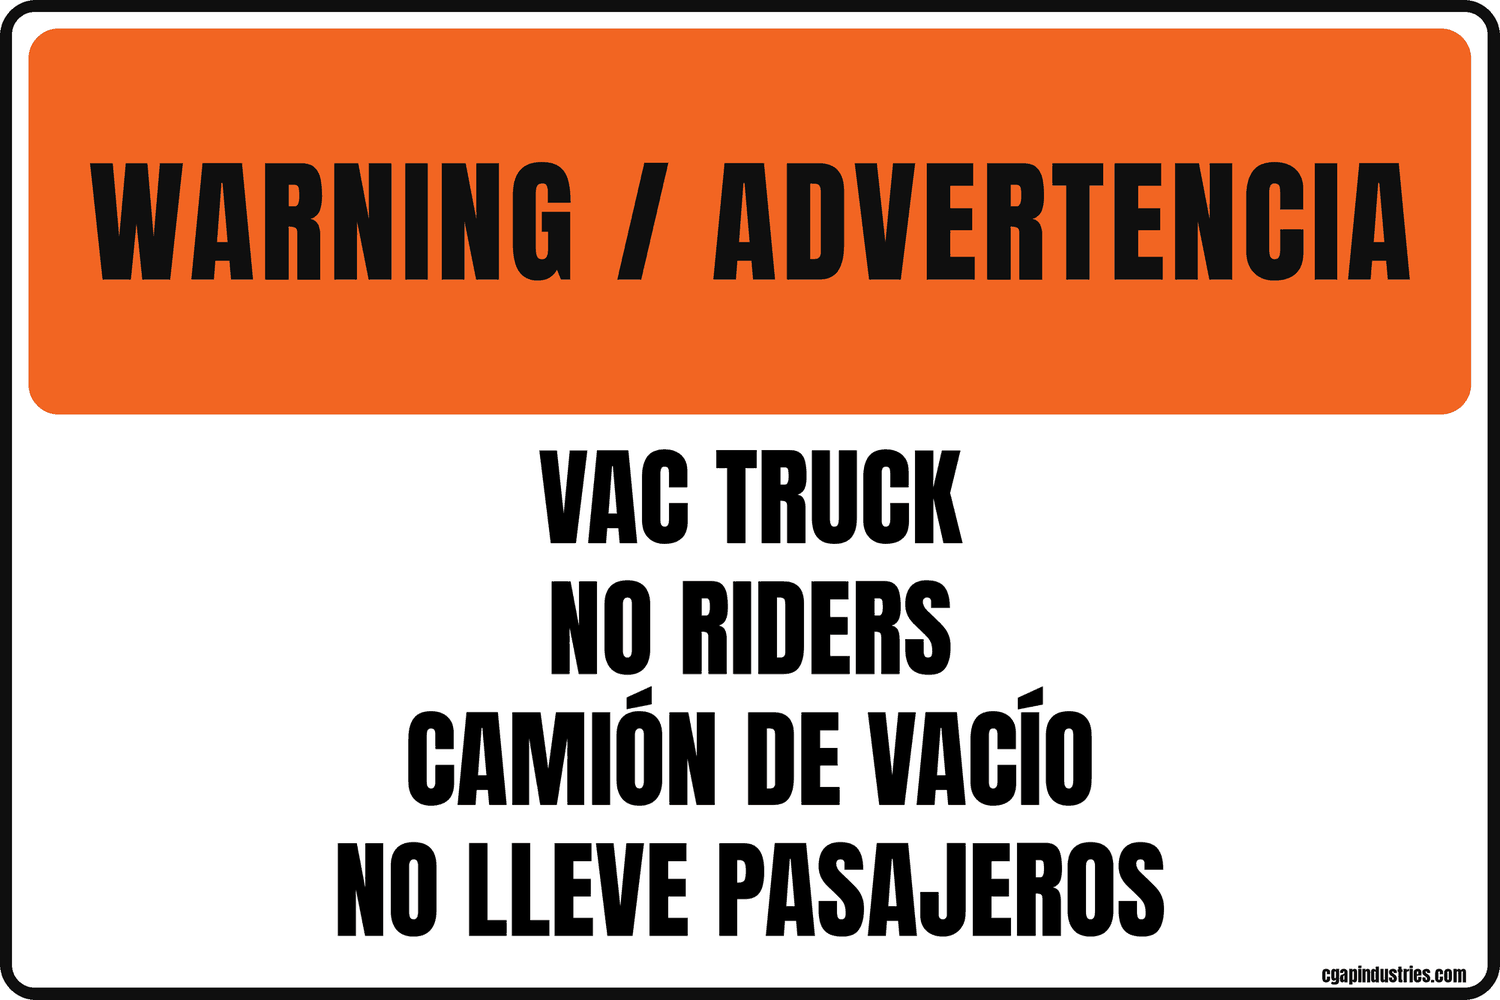 WARNING / ADVERTENCIA
VAC TRUCK
NO RIDERS
CAMIÓN DE VACÍO
NO LLEVE PASAJEROS
cgapindustries.com